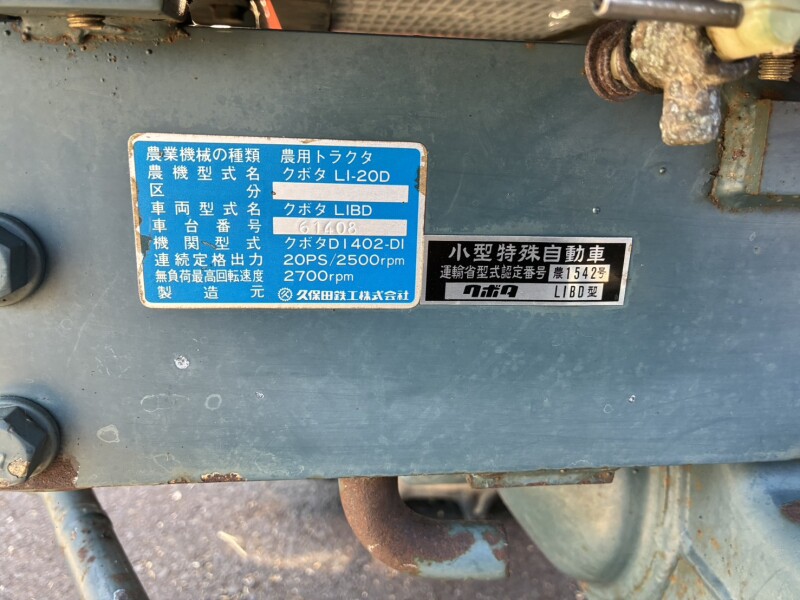 農業機械の種類 農用トラクタ
農機型式名 クボタ L1-20D
区分
車両型式名 クボタ L1BD
車台番号 61408
機関型式 クボタD1402-D1
連続定格出力 20PS/2500rpm
無負荷最高回転速度 2700rpm
製造元 久保田鉄工株式会社
小型特殊自動車
運輸省型式認定番号 農1542号
クボタ L1BD型